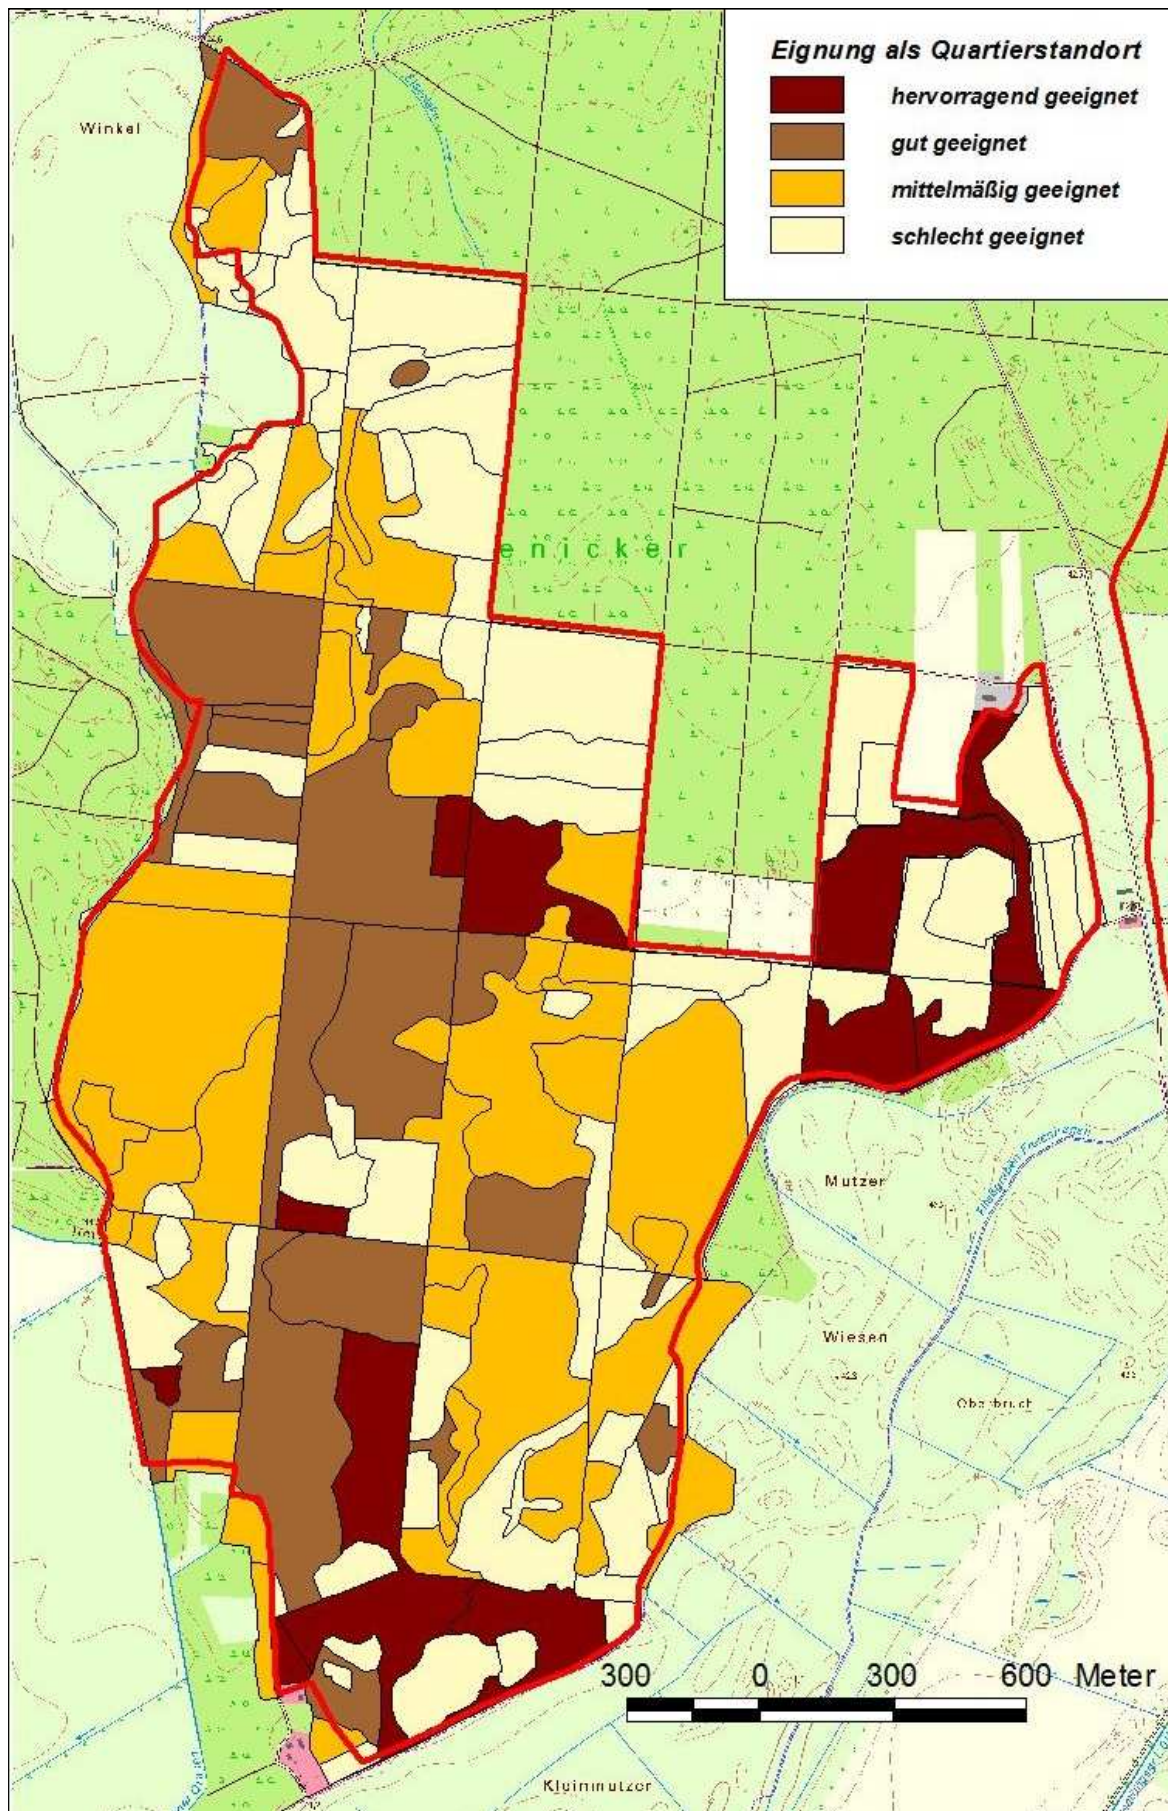 Eignung als Quartierstandort
hervorragend geeignet
gut geeignet
mittelmäßig geeignet
schlecht geeignet
Winkel
enicker
Mutzer
Wiesen
Oberbruch
300 0 300 600 Meter
Kleinmutzer